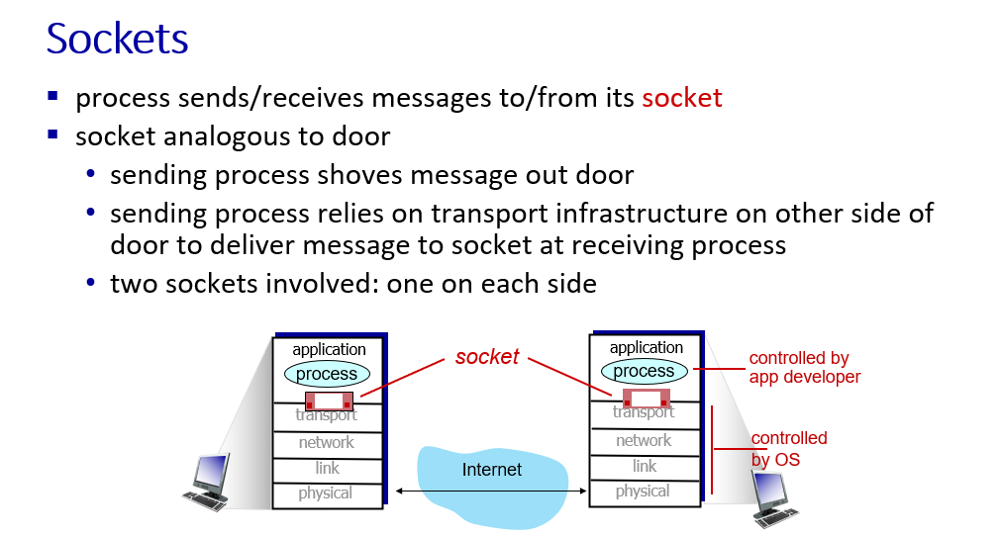 Sockets
process sends/receives messages to/from its socket
socket analogous to door
sending process shoves message out door
sending process relies on transport infrastructure on other side of
door to deliver message to socket at receiving process
two sockets involved: one on each side
application
process
transport
network
link
physical
socket
Internet
application
process
transport
network
link
physical
controlled by
app developer
controlled
by OS